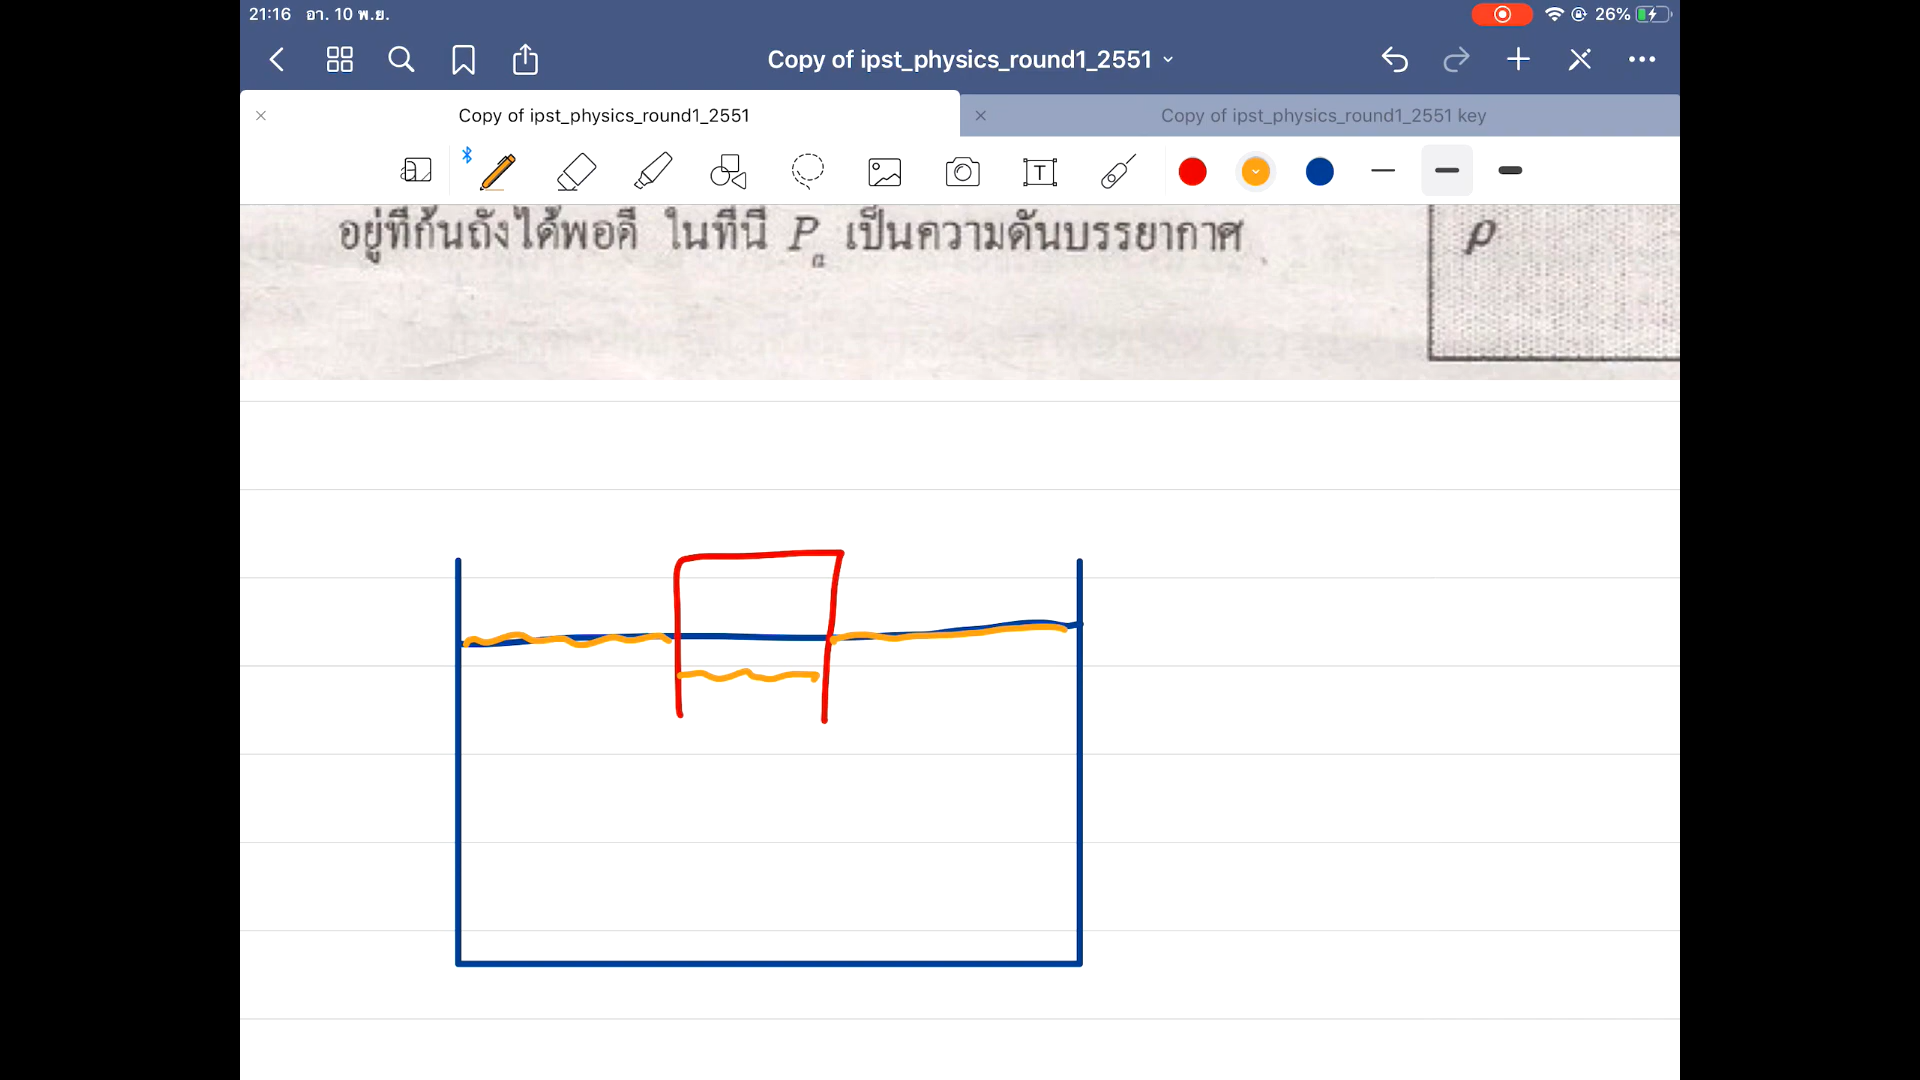 21:16 อา. 10 พ.ย. 26%
Copy of ipst_physics_round1_2551
Copy of ipst_physics_round1_2551 Copy of ipst_physics_round1_2551 key
a T
อยู่ที่ก้นถังได้พอดี ในที่นี้ Pa เป็นความดันบรรยากาศ
ρ